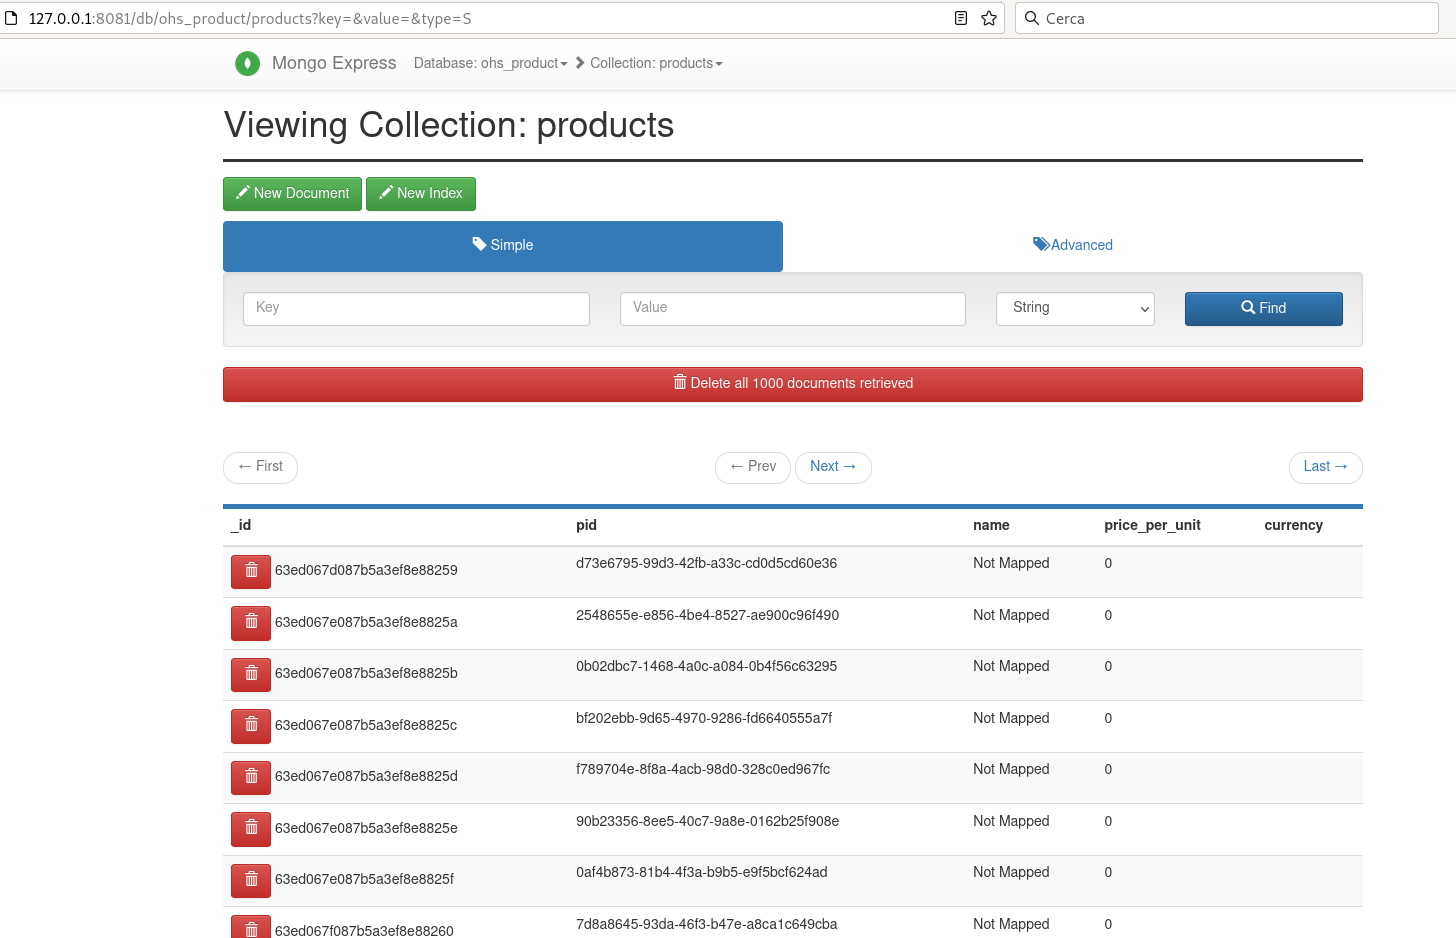 127.0.0.1:8081/db/ohs_product/products?key=&value=&type=S Cerca
Mongo Express Database: ohs_product Collection: products
Viewing Collection: products
New Document New Index
Simple Advanced
Key Value String Find
Delete all 1000 documents retrieved
← First ← Prev Next → Last →
_id pid name price_per_unit currency
63ed067d087b5a3ef8e88259 d73e6795-99d3-42fb-a33c-cd0d5cd60e36 Not Mapped 0
63ed067e087b5a3ef8e8825a 2548655e-e856-4be4-8527-ae900c96f490 Not Mapped 0
63ed067e087b5a3ef8e8825b 0b02dbc7-1468-4a0c-a084-0b4f56c63295 Not Mapped 0
63ed067e087b5a3ef8e8825c bf202ebb-9d65-4970-9286-fd6640555a7f Not Mapped 0
63ed067e087b5a3ef8e8825d f789704e-8f8a-4acb-98d0-328c0ed967fc Not Mapped 0
63ed067e087b5a3ef8e8825e 90b23356-8ee5-40c7-9a8e-0162b25f908e Not Mapped 0
63ed067e087b5a3ef8e8825f 0af4b873-81b4-4f3a-b9b5-e9f5bcf624ad Not Mapped 0
63ed067f087b5a3ef8e88260 7d8a8645-93da-46f3-b47e-a8ca1c649cba Not Mapped 0